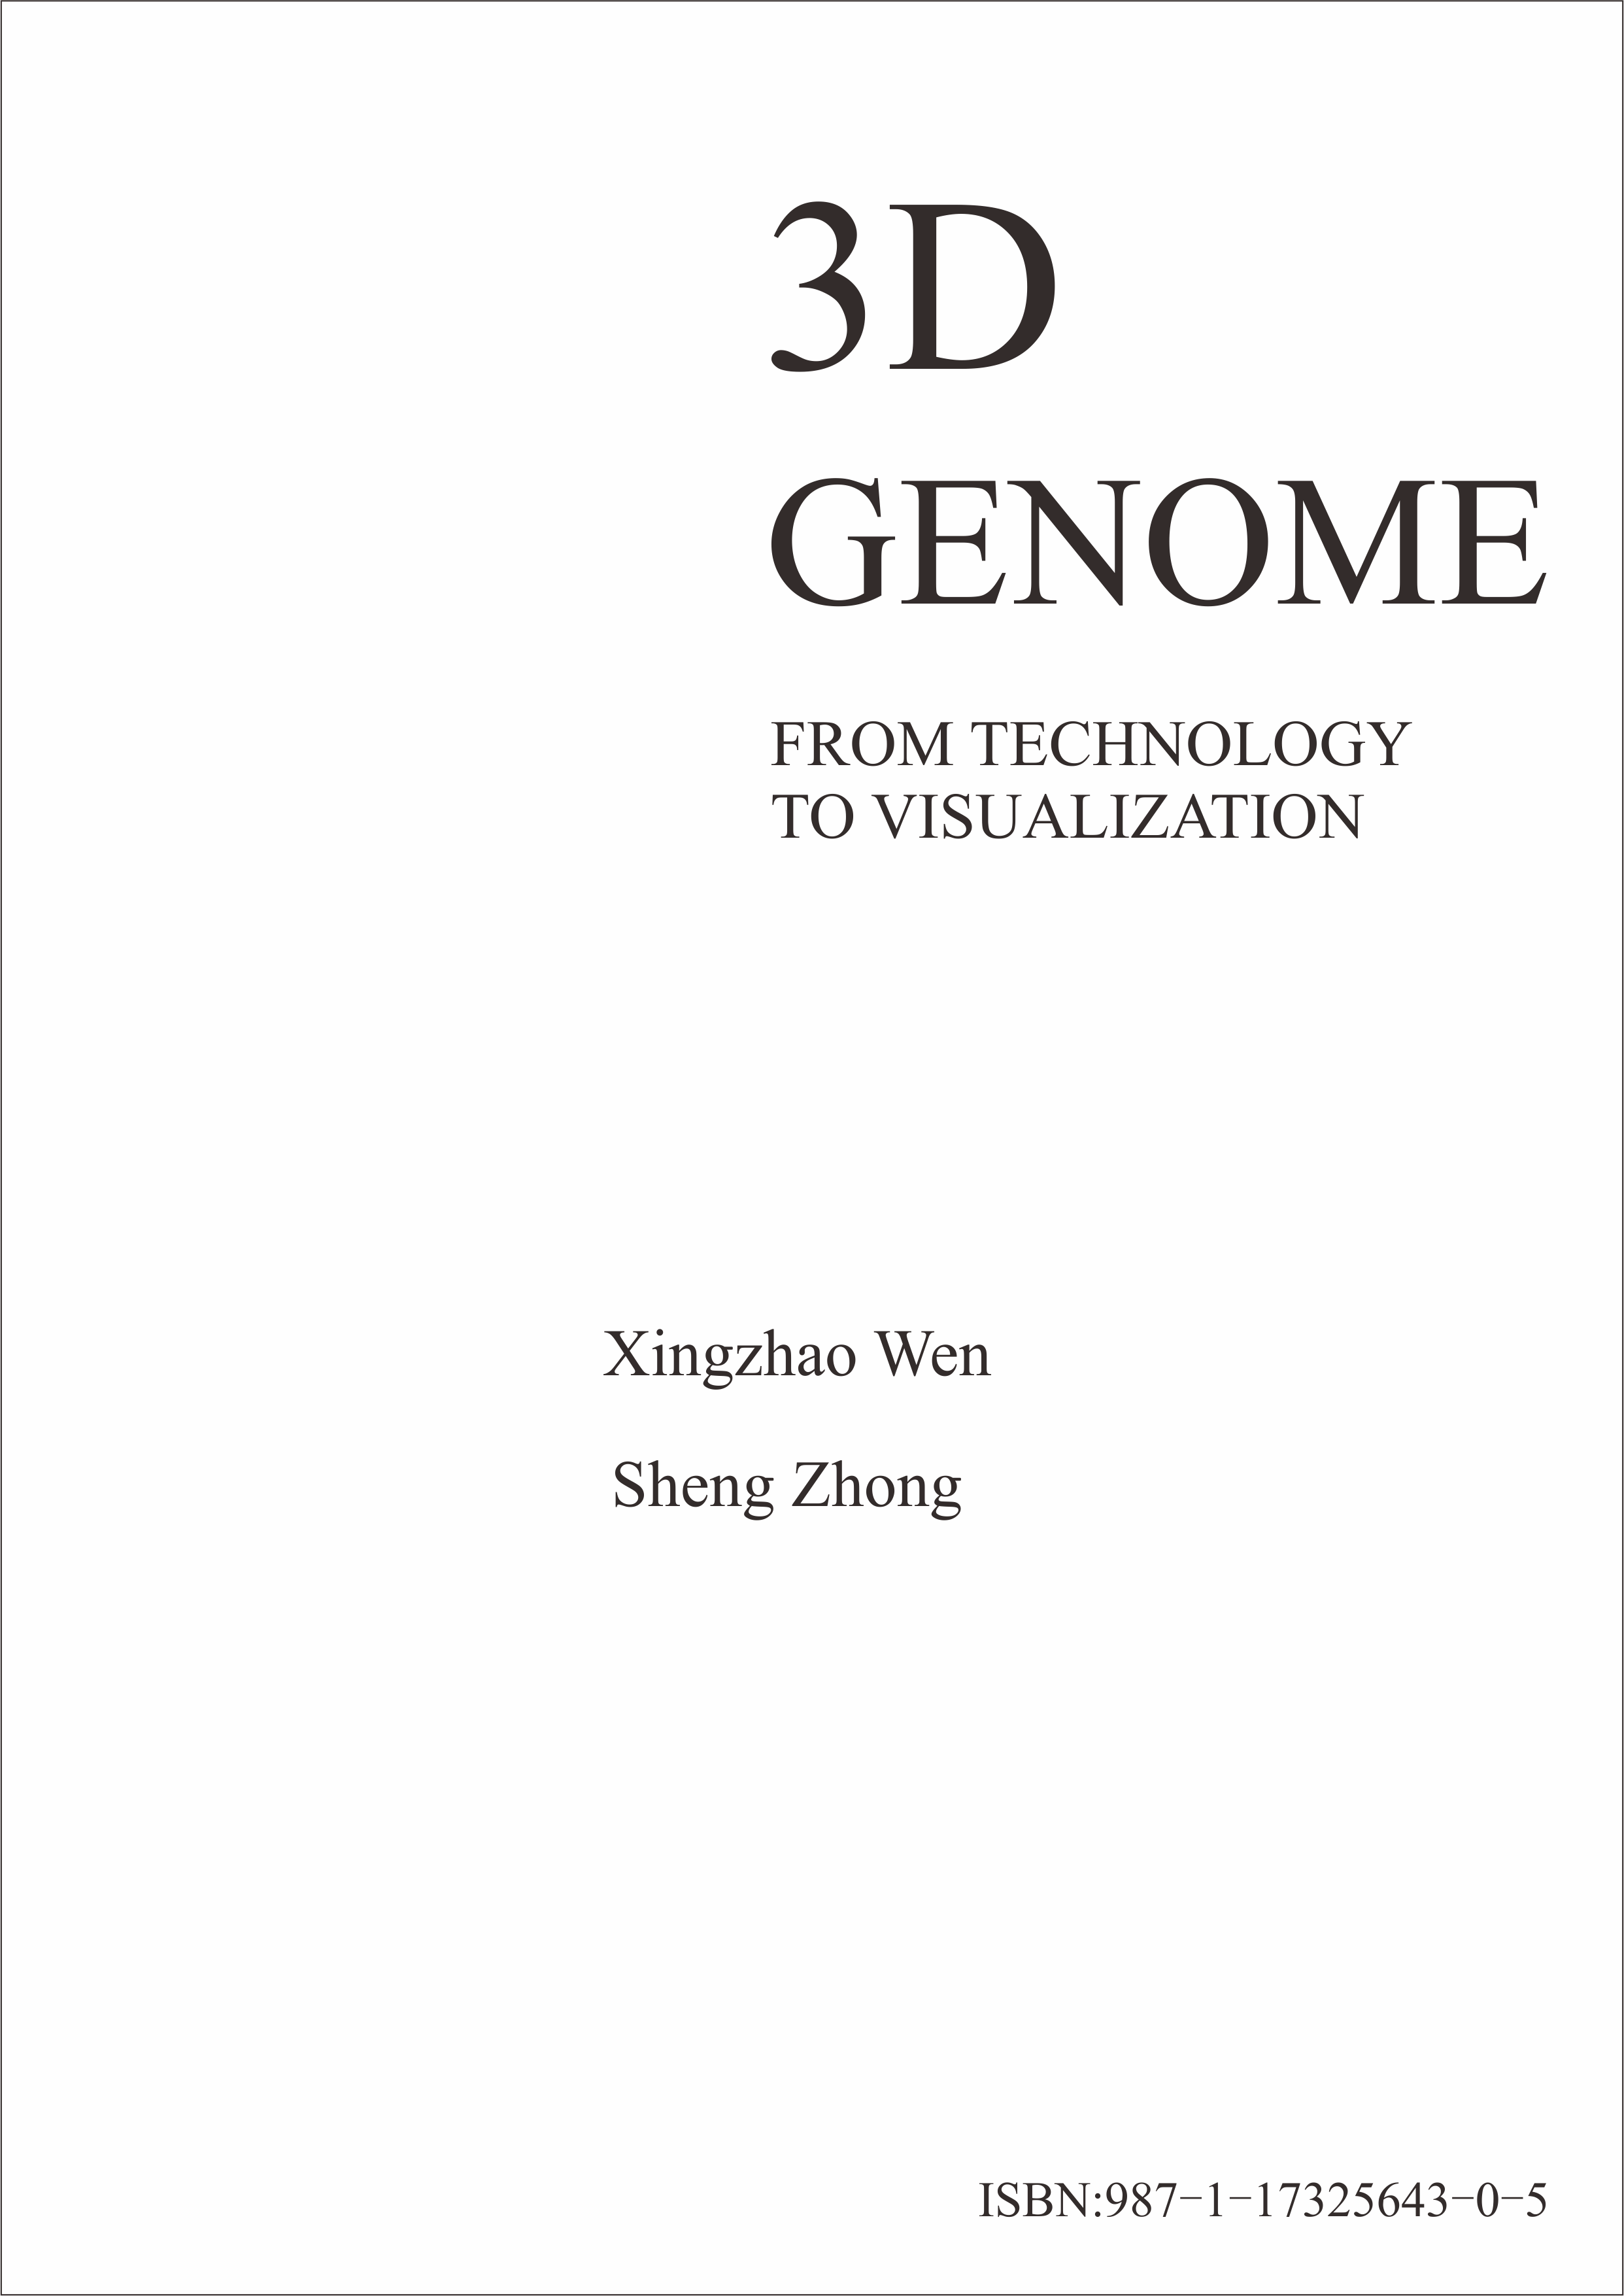 3D
GENOME
FROM TECHNOLOGY
TO VISUALIZATION
Xingzhao Wen
Sheng Zhong
ISBN:987-1-17325643-0-5